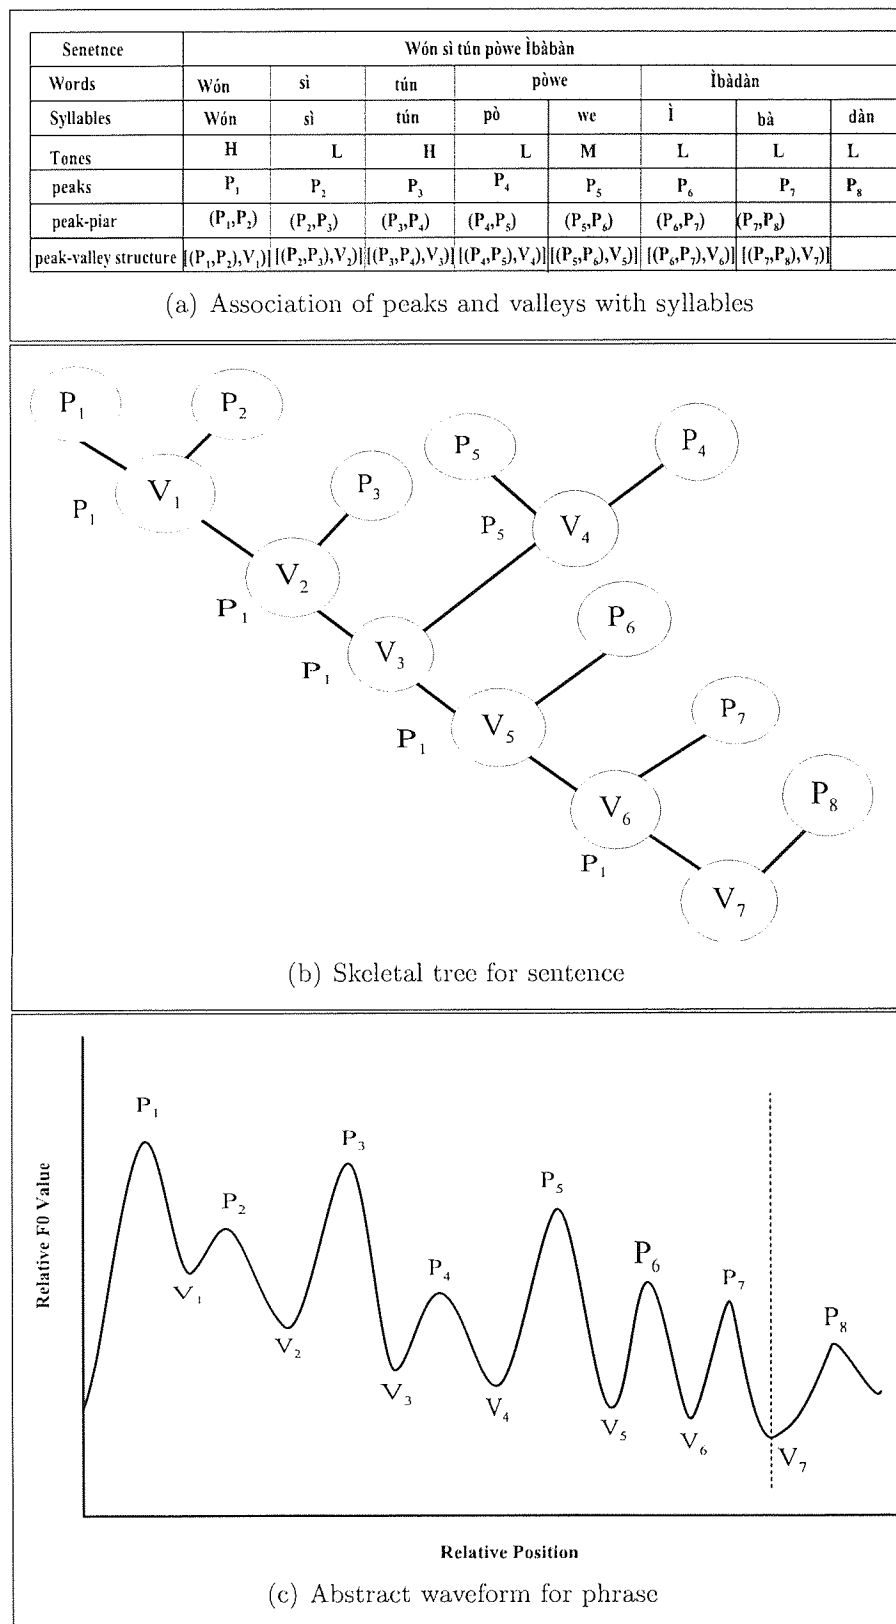 Senetnce Wón sì tún pòwe Ìbàbàn
Words Wón sì tún pòwe Ìbàdàn
Syllables Wón sì tún pò we Ì bà dàn
Tones H L H L M L L L
peaks P₁ P₂ P₃ P₄ P₅ P₆ P₇ P₈
peak-piar (P₁,P₂) (P₂,P₃) (P₃,P₄) (P₄,P₅) (P₅,P₆) (P₆,P₇) (P₇,P₈)
peak-valley structure [(P₁,P₂),V₁)] [(P₂,P₃),V₂)] [(P₃,P₄),V₃)] [(P₄,P₅),V₄)] [(P₅,P₆),V₅)] [(P₆,P₇),V₆)] [(P₇,P₈),V₇)]
(a) Association of peaks and valleys with syllables
P₁ P₂
P₅ P₄
P₁ V₁ P₃
P₅ V₄
V₂
P₁ P₆
P₁ V₃
P₁ V₅ P₇
V₆ P₈
P₁
V₇
(b) Skeletal tree for sentence
P₁
P₃
P₂ P₅
P₄ P₆ P₇
V₁ P₈
V₂
V₃ V₄
V₅ V₆ V₇
Relative F0 Value
Relative Position
(c) Abstract waveform for phrase